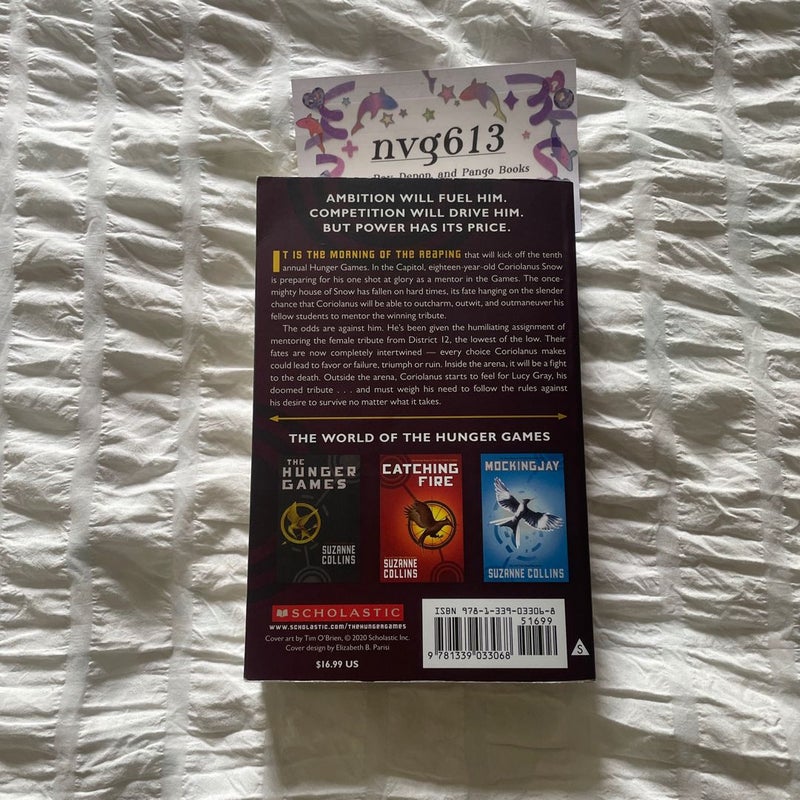 nvg613
and Pango Books
AMBITION WILL FUEL HIM.
COMPETITION WILL DRIVE HIM.
BUT POWER HAS ITS PRICE.
IT IS THE MORNING OF THE REAPING that will kick off the tenth
annual Hunger Games. In the Capitol, eighteen-year-old Coriolanus Snow
is preparing for his one shot at glory as a mentor in the Games. The once-
mighty house of Snow has fallen on hard times, its fate hanging on the slender
chance that Coriolanus will be able to outcharm, outwit, and outmaneuver his
fellow students to mentor the winning tribute.
The odds are against him. He's been given the humiliating assignment of
mentoring the female tribute from District 12, the lowest of the low. Their
fates are now completely intertwined — every choice Coriolanus makes
could lead to favor or failure, triumph or ruin. Inside the arena, it will be a fight
to the death. Outside the arena, Coriolanus starts to feel for Lucy Gray, his
doomed tribute . . . and must weigh his need to follow the rules against
his desire to survive no matter what it takes.
THE WORLD OF THE HUNGER GAMES
THE
HUNGER
GAMES
SUZANNE
COLLINS
CATCHING
FIRE
SUZANNE
COLLINS
MOCKINGJAY
SUZANNE COLLINS
SCHOLASTIC
www.scholastic.com/thehungergames
Cover art by Tim O'Brien, © 2020 Scholastic Inc.
Cover design by Elizabeth B. Parisi
$16.99 US
ISBN 978-1-339-03306-8
51699
9 781339 033068
S